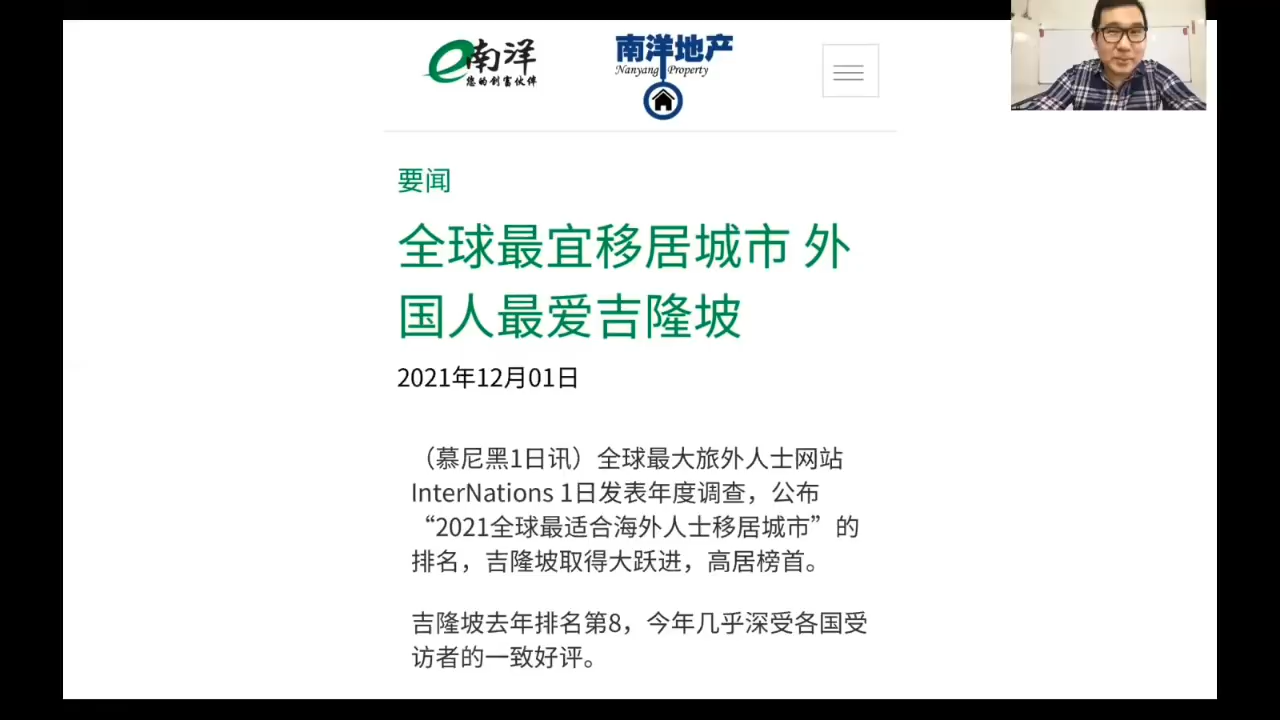 e南洋
您的创富伙伴
南洋地产
Nanyang Property
要闻
全球最宜移居城市 外
国人最爱吉隆坡
2021年12月01日
（慕尼黑1日讯）全球最大旅外人士网站
InterNations 1日发表年度调查，公布
“2021全球最适合海外人士移居城市”的
排名，吉隆坡取得大跃进，高居榜首。
吉隆坡去年排名第8，今年几乎深受各国受
访者的一致好评。